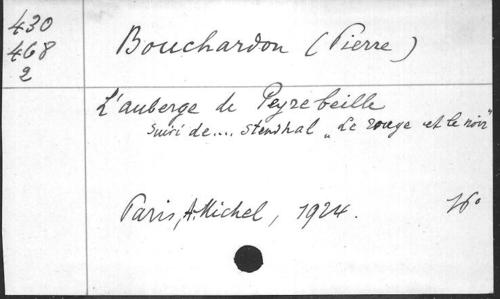 430
468
2
Bouchardon (Pierre)
L'auberge de Peyrebeille
suivi de.... Stendhal „Le rouge et le noir"
Paris, A. Michel, 1924. 16°